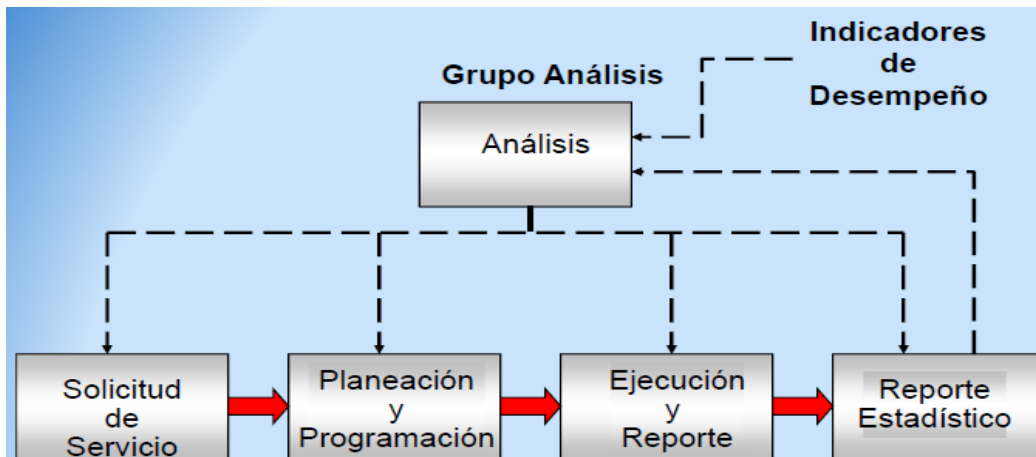 Indicadores
de
Desempeño
Grupo Análisis
Análisis
Solicitud
de
Servicio
Planeación
y
Programación
Ejecución
y
Reporte
Reporte
Estadístico